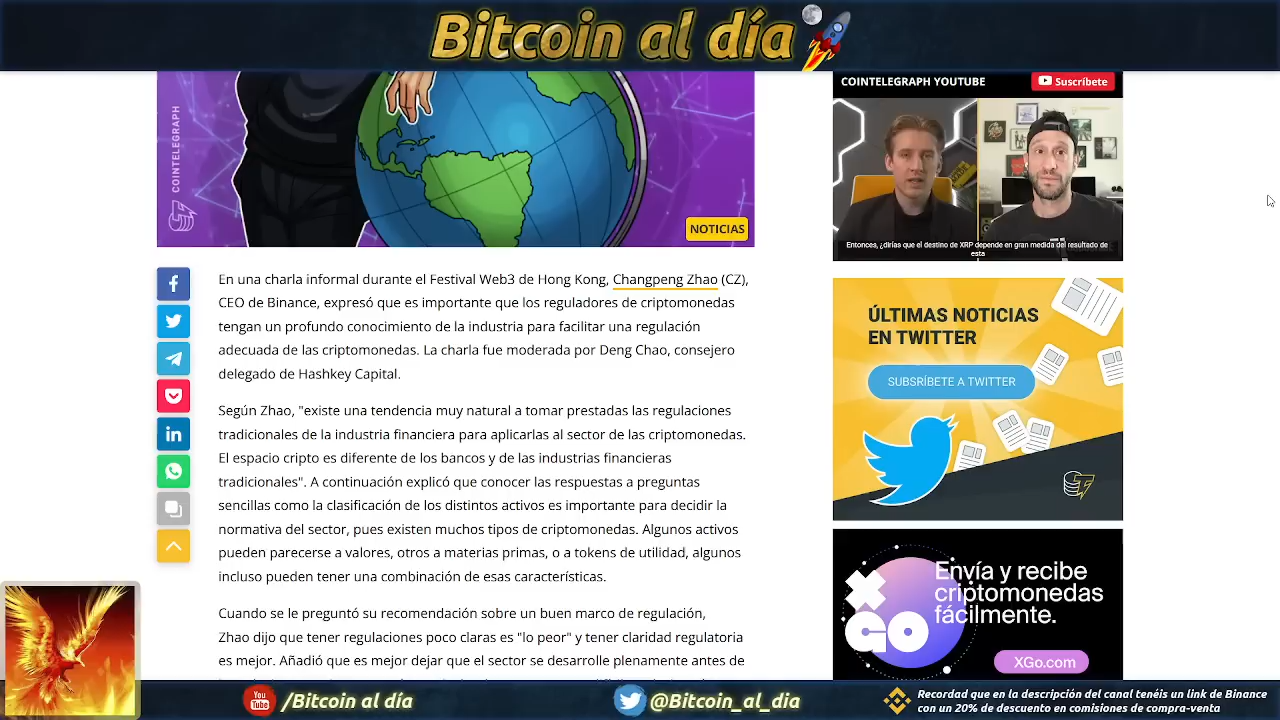 Bitcoin al día
COINTELEGRAPH
NOTICIAS
En una charla informal durante el Festival Web3 de Hong Kong, Changpeng Zhao (CZ),
CEO de Binance, expresó que es importante que los reguladores de criptomonedas
tengan un profundo conocimiento de la industria para facilitar una regulación
adecuada de las criptomonedas. La charla fue moderada por Deng Chao, consejero
delegado de Hashkey Capital.
Según Zhao, "existe una tendencia muy natural a tomar prestadas las regulaciones
tradicionales de la industria financiera para aplicarlas al sector de las criptomonedas.
El espacio cripto es diferente de los bancos y de las industrias financieras
tradicionales". A continuación explicó que conocer las respuestas a preguntas
sencillas como la clasificación de los distintos activos es importante para decidir la
normativa del sector, pues existen muchos tipos de criptomonedas. Algunos activos
pueden parecerse a valores, otros a materias primas, o a tokens de utilidad, algunos
incluso pueden tener una combinación de esas características.
Cuando se le preguntó su recomendación sobre un buen marco de regulación,
Zhao dijo que tener regulaciones poco claras es "lo peor" y tener claridad regulatoria
es mejor. Añadió que es mejor dejar que el sector se desarrolle plenamente antes de
COINTELEGRAPH YOUTUBE
Suscríbete
Entonces, ¿dirías que el destino de XRP depende en gran medida del resultado de
esta
ÚLTIMAS NOTICIAS
EN TWITTER
SUBSRÍBETE A TWITTER
Envía y recibe
criptomonedas
fácilmente.
XGO
XGo.com
You Tube /Bitcoin al día
@Bitcoin_al_dia
Recordad que en la descripción del canal tenéis un link de Binance
con un 20% de descuento en comisiones de compra-venta